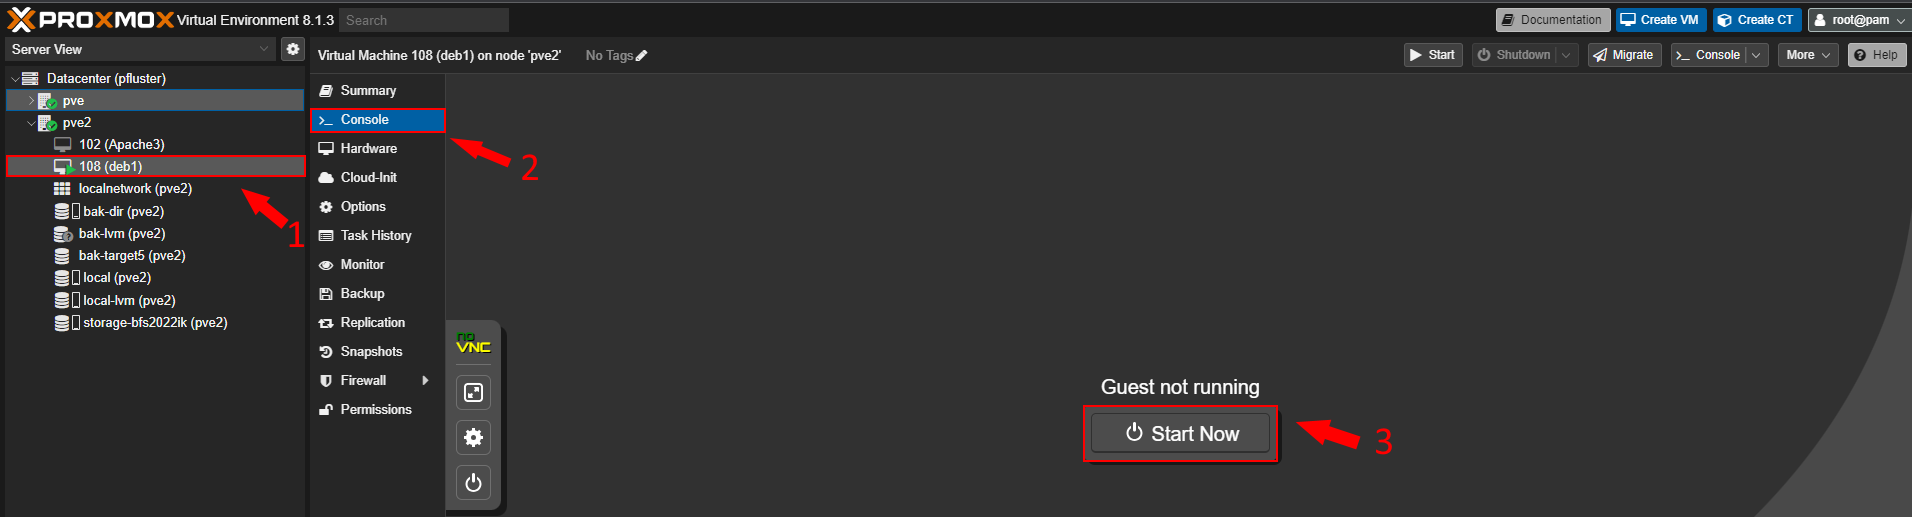 PROXMOX Virtual Environment 8.1.3 Search Documentation Create VM Create CT root@pam
Server View
Virtual Machine 108 (deb1) on node 'pve2' No Tags Start Shutdown Migrate >_ Console More Help
Datacenter (pfluster)
pve
pve2
102 (Apache3)
108 (deb1)
localnetwork (pve2)
bak-dir (pve2)
bak-lvm (pve2)
bak-target5 (pve2)
local (pve2)
local-lvm (pve2)
storage-bfs2022ik (pve2)
1
Summary
>_ Console
Hardware
Cloud-Init
Options
Task History
Monitor
Backup
Replication
Snapshots
Firewall
Permissions
2
no
VNC
Guest not running
Start Now
3